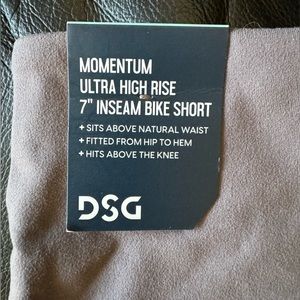 MOMENTUM
ULTRA HIGH RISE
7" INSEAM BIKE SHORT
+ SITS ABOVE NATURAL WAIST
+ FITTED FROM HIP TO HEM
+ HITS ABOVE THE KNEE
DSG